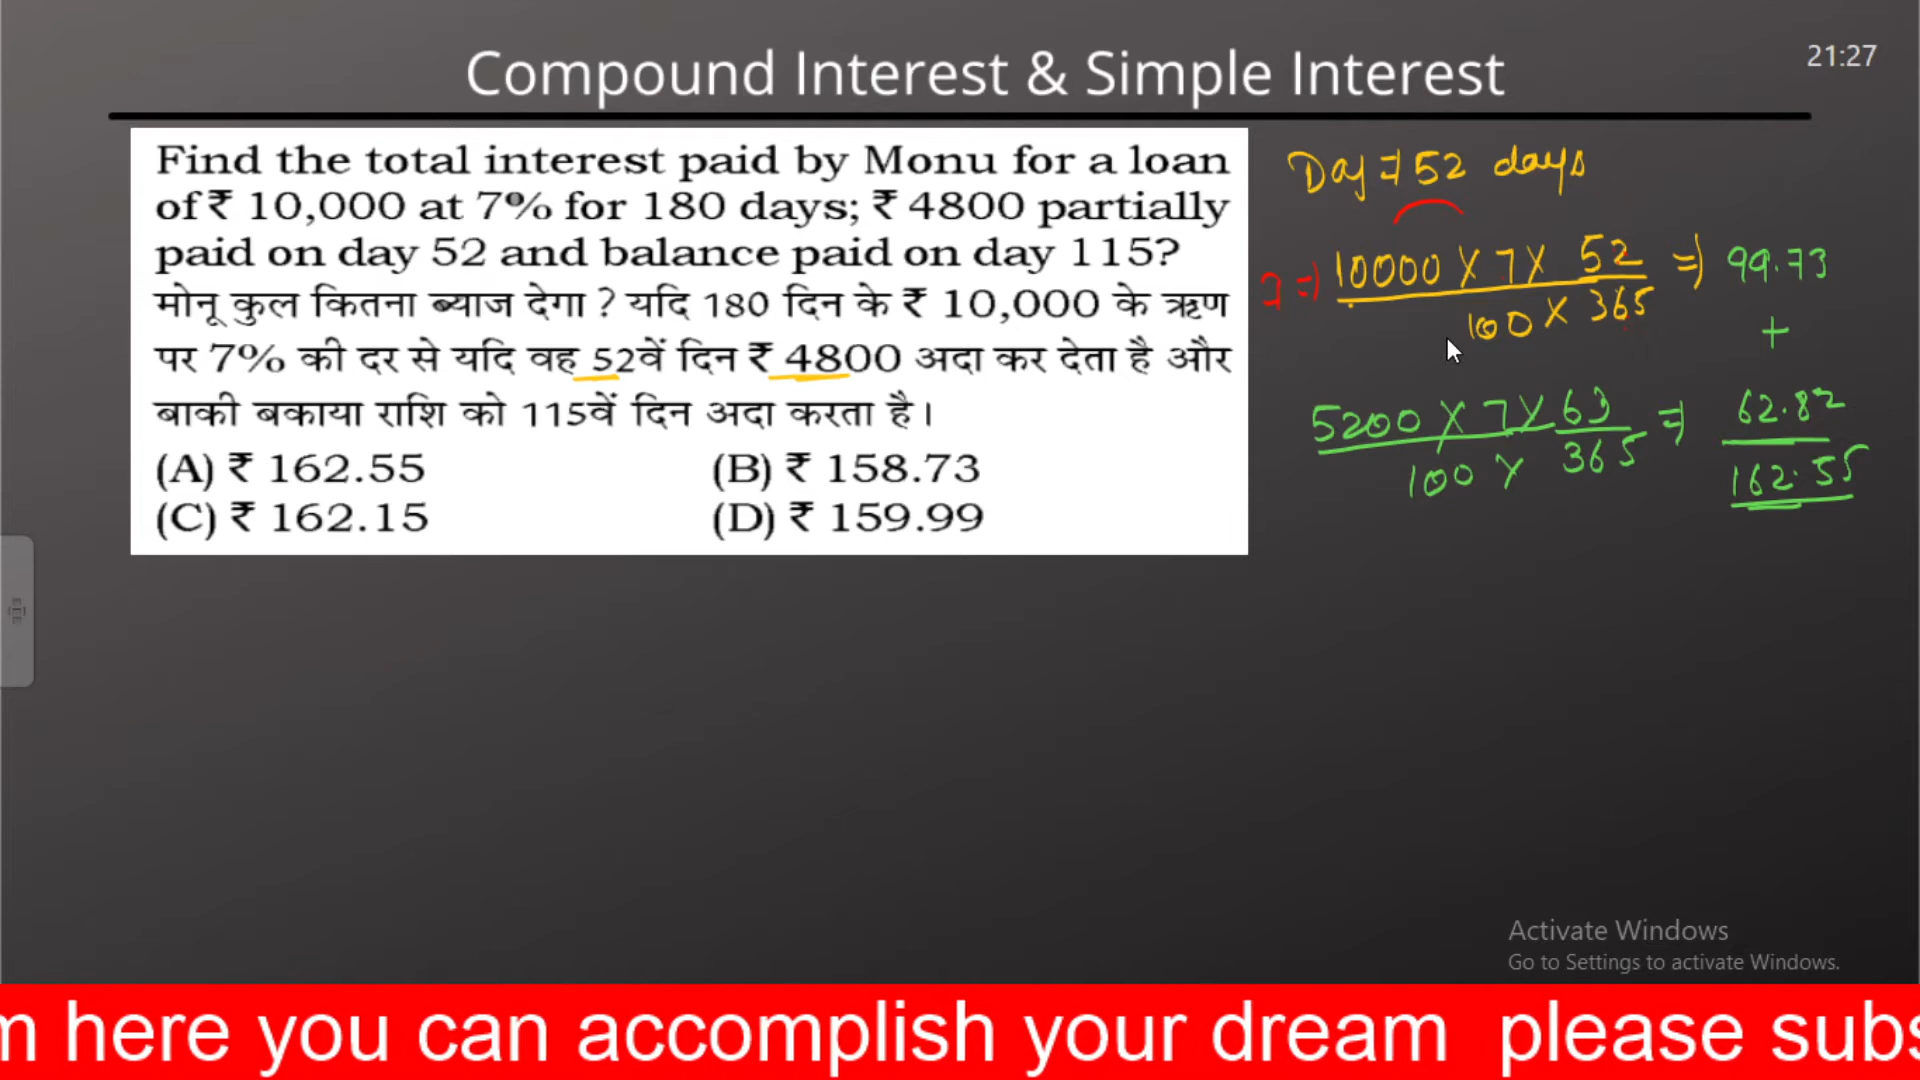 Compound Interest & Simple Interest
21:27
Find the total interest paid by Monu for a loan
of ₹ 10,000 at 7% for 180 days; ₹ 4800 partially
paid on day 52 and balance paid on day 115?
मोनू कुल कितना ब्याज देगा ? यदि 180 दिन के ₹ 10,000 के ऋण
पर 7% की दर से यदि वह 52वें दिन ₹ 4800 अदा कर देता है और
बाकी बकाया राशि को 115वें दिन अदा करता है।
(A) ₹ 162.55 (B) ₹ 158.73
(C) ₹ 162.15 (D) ₹ 159.99
Day = 52 days
10000 × 7 × 52 => 99.73
100 × 365
+
5200 × 7 × 63 => 62.82
100 × 365
162.55
Activate Windows
Go to Settings to activate Windows.
here you can accomplish your dream please subs